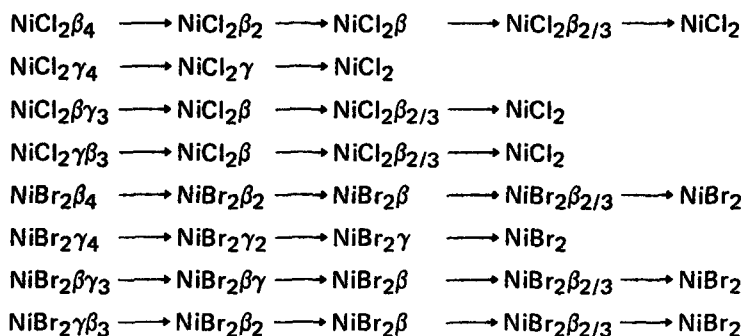 NiCl₂β₄ ⟶ NiCl₂β₂ ⟶ NiCl₂β ⟶ NiCl₂β₂/₃ ⟶ NiCl₂
NiCl₂γ₄ ⟶ NiCl₂γ ⟶ NiCl₂
NiCl₂βγ₃ ⟶ NiCl₂β ⟶ NiCl₂β₂/₃ ⟶ NiCl₂
NiCl₂γβ₃ ⟶ NiCl₂β ⟶ NiCl₂β₂/₃ ⟶ NiCl₂
NiBr₂β₄ ⟶ NiBr₂β₂ ⟶ NiBr₂β ⟶ NiBr₂β₂/₃ ⟶ NiBr₂
NiBr₂γ₄ ⟶ NiBr₂γ₂ ⟶ NiBr₂γ ⟶ NiBr₂
NiBr₂βγ₃ ⟶ NiBr₂βγ ⟶ NiBr₂β ⟶ NiBr₂β₂/₃ ⟶ NiBr₂
NiBr₂γβ₃ ⟶ NiBr₂β₂ ⟶ NiBr₂β ⟶ NiBr₂β₂/₃ ⟶ NiBr₂